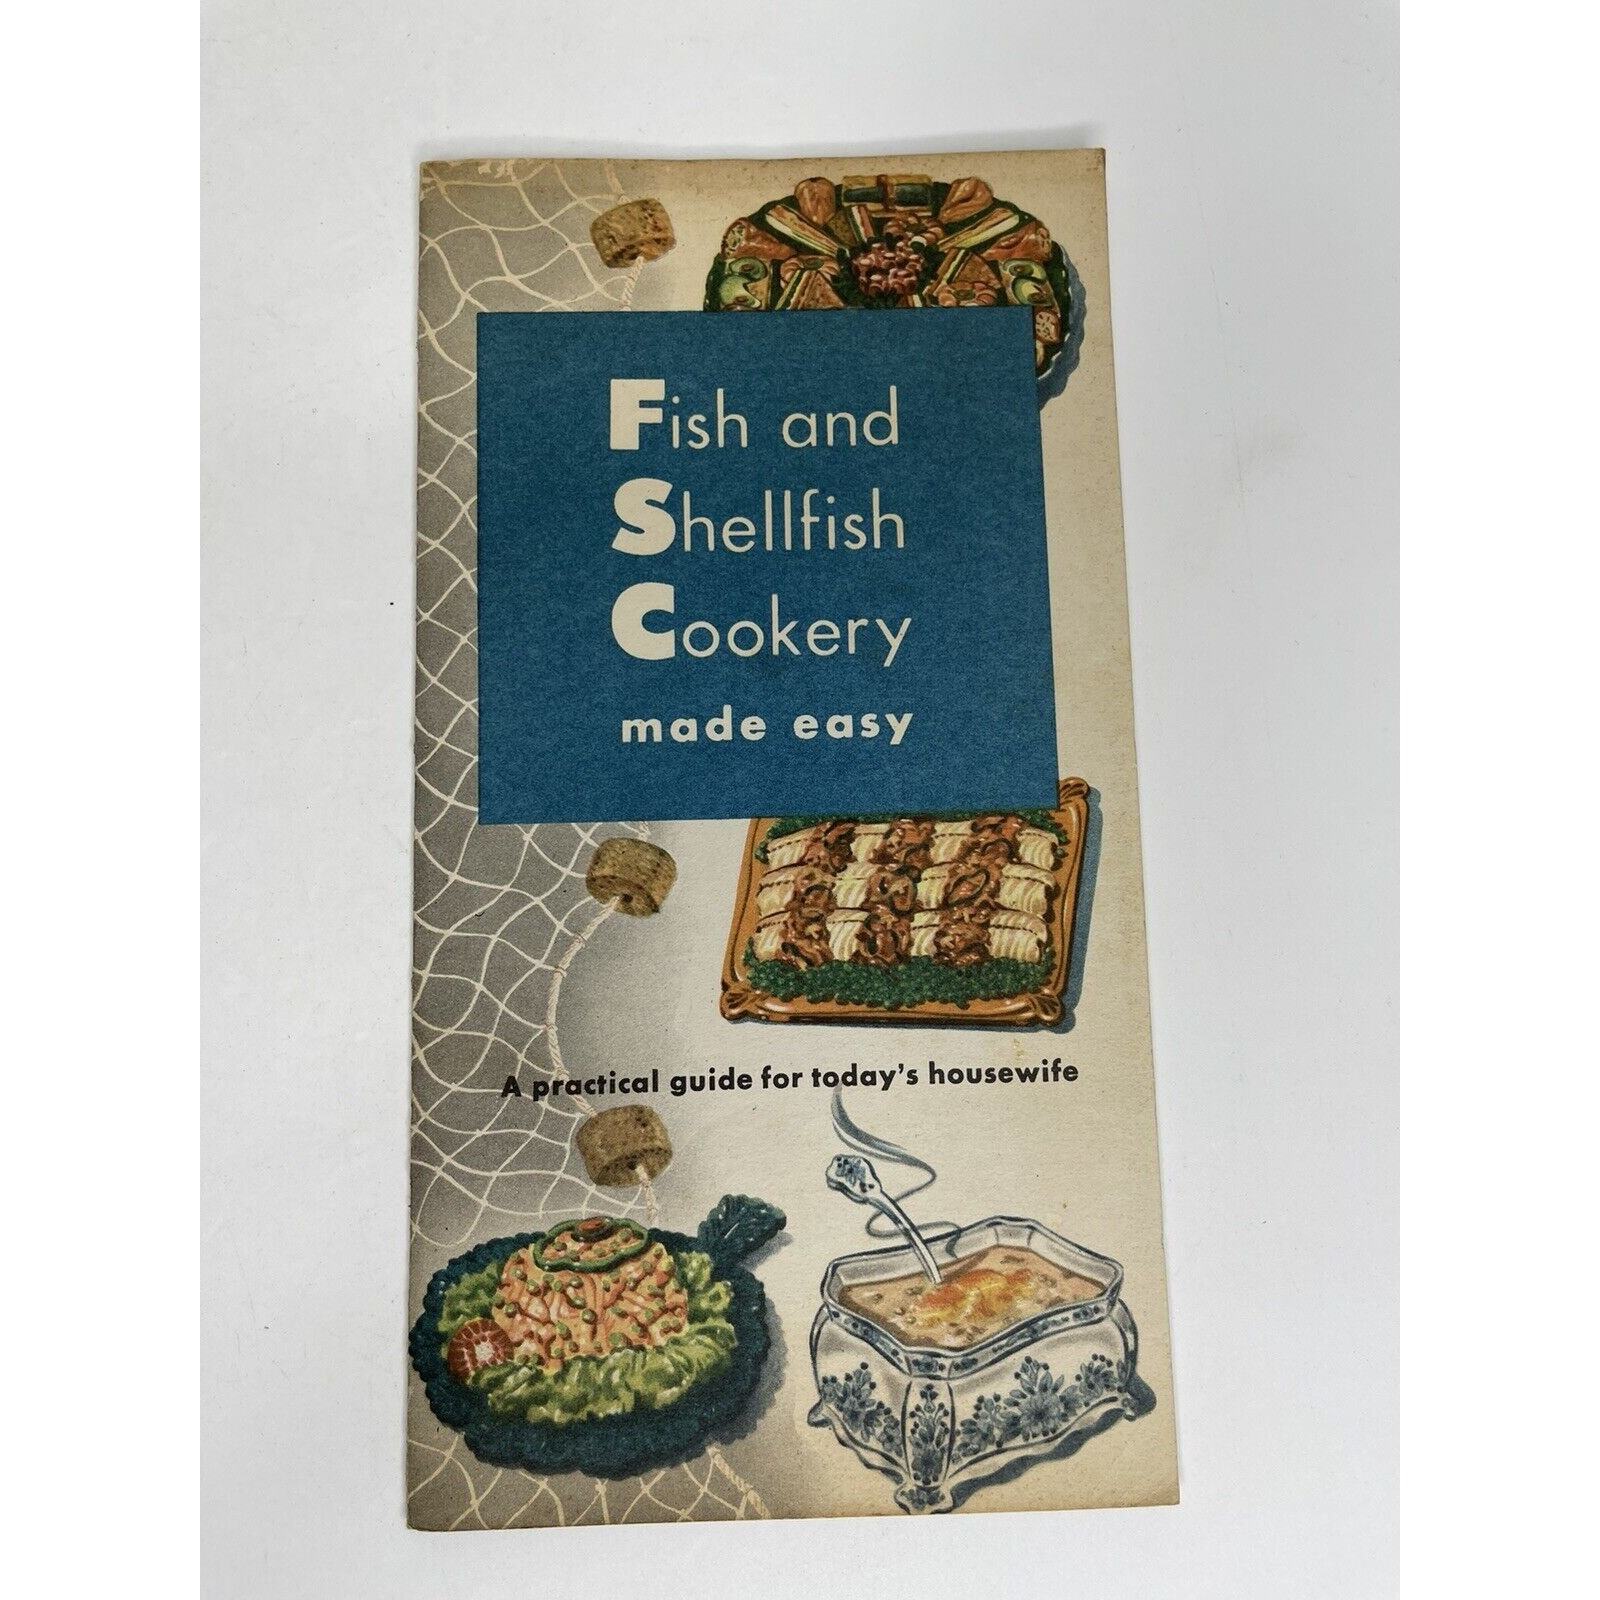 Fish and
Shellfish
Cookery
made easy
A practical guide for today's housewife